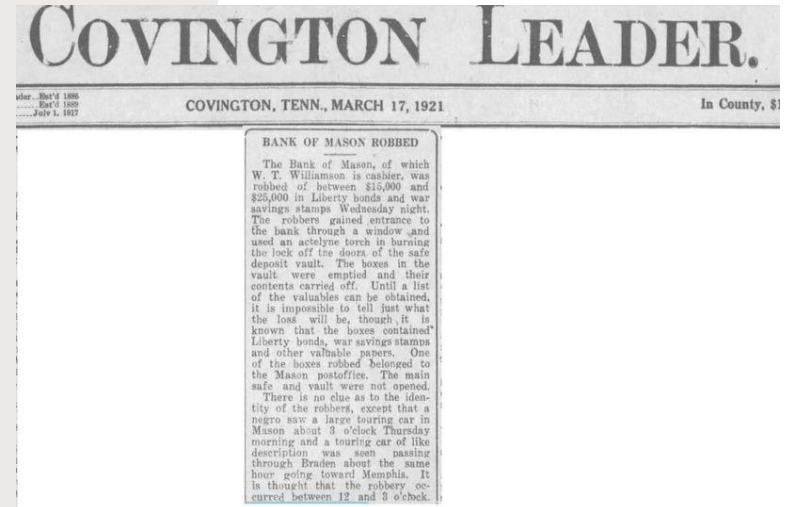 COVINGTON LEADER.
ader..Est'd 1886
......Est'd 1889
.....July 1, 1917
COVINGTON, TENN., MARCH 17, 1921
In County, $1
BANK OF MASON ROBBED
The Bank of Mason, of which
W. T. Williamson is cashier, was
robbed of between $15,000 and
$25,000 in Liberty bonds and war
savings stamps Wednesday night.
The robbers gained entrance to
the bank through a window and
used an actelyne torch in burning
the lock off tne doors of the safe
deposit vault. The boxes in the
vault were emptied and their
contents carried off. Until a list
of the valuables can be obtained,
it is impossible to tell just what
the loss will be, though it is
known that the boxes contained
Liberty bonds, war savings stamps
and other valuable papers. One
of the boxes robbed belonged to
the Mason postoffice. The main
safe and vault were not opened.
There is no clue as to the iden-
tity of the robbers, except that a
negro saw a large touring car in
Mason about 3 o'clock Thursday
morning and a touring car of like
description was seen passing
through Braden about the same
hour going toward Memphis. It
is thought that the robbery oc-
curred between 12 and 3 o'clock.